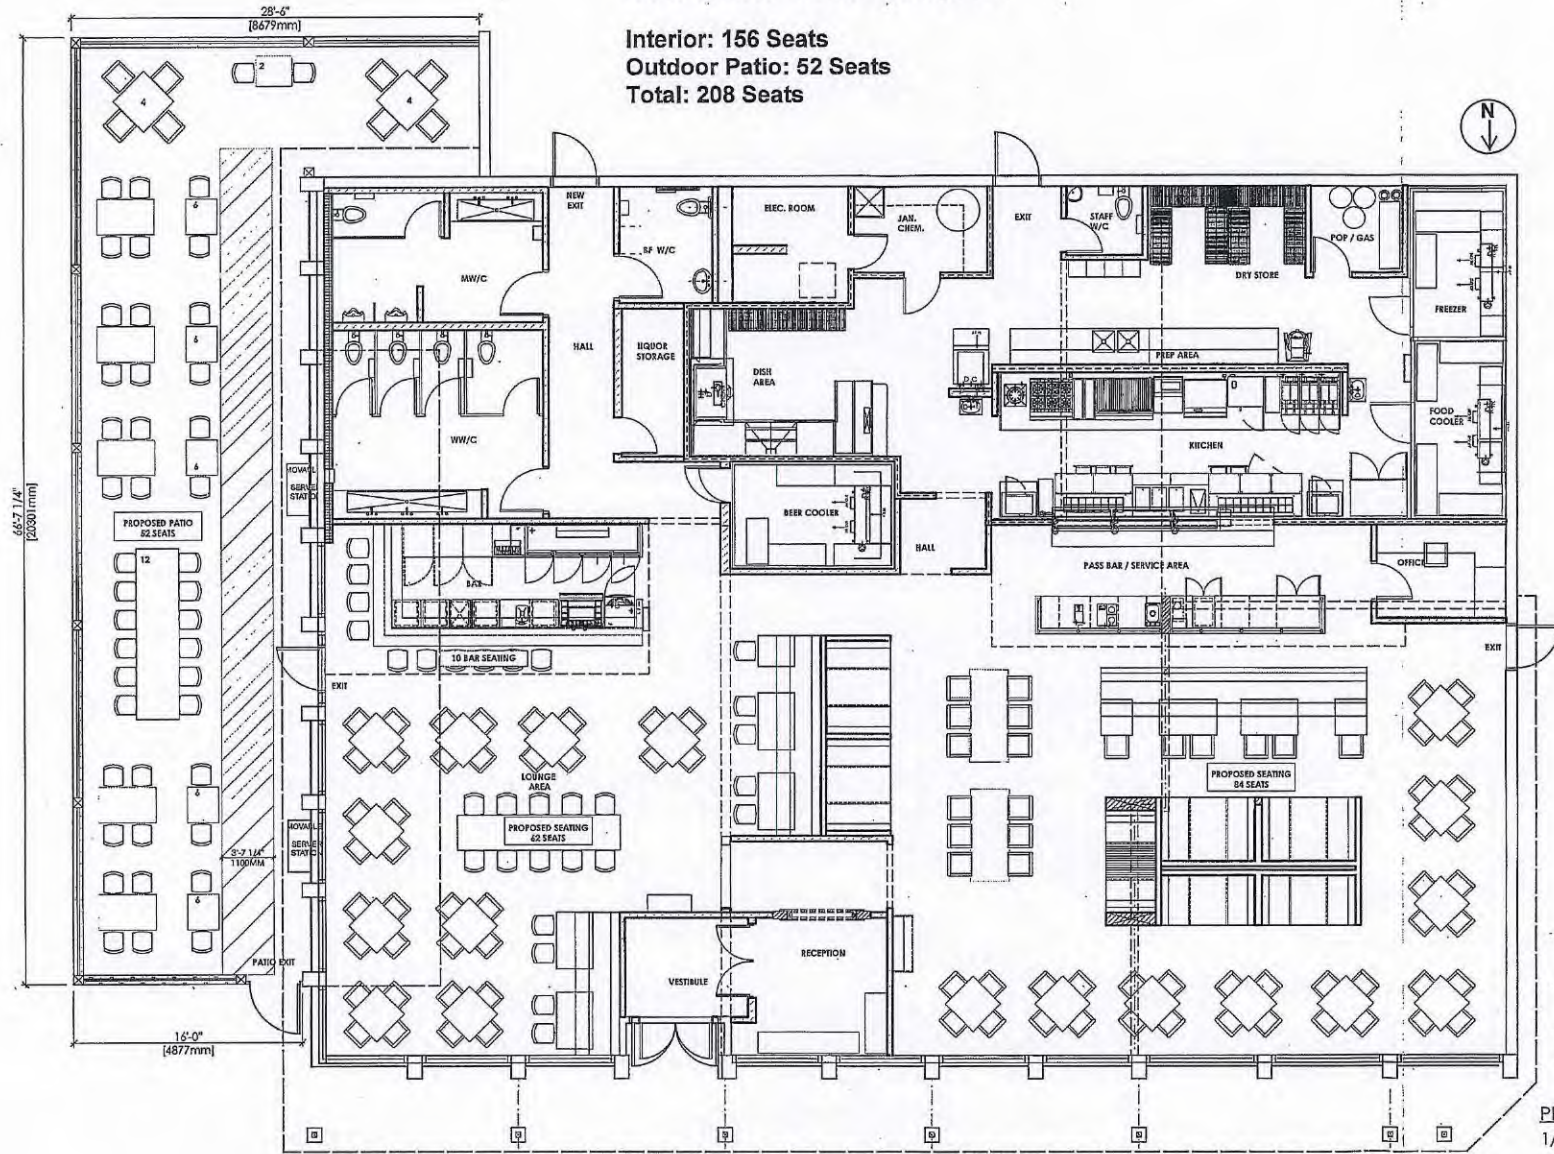 28'-6"
[8679mm]
Interior: 156 Seats
Outdoor Patio: 52 Seats
Total: 208 Seats
N
2
4
4
NEW
EXIT
BF W/C
ELEC. ROOM
JAN.
CHEM.
EXIT
STAFF
W/C
POP / GAS
DRY STORE
FREEZER
6
MW/C
HALL
LIQUOR
STORAGE
DISH
AREA
PREP AREA
6
FOOD
COOLER
KITCHEN
WW/C
6
66'-7 1/4"
[20301mm]
SERVE
STATIO
PROPOSED PATIO
52 SEATS
BEER COOLER
HALL
12
BAR
PASS BAR / SERVICE AREA
OFFICE
10 BAR SEATING
EXIT
EXIT
LOUNGE
AREA
PROPOSED SEATING
84 SEATS
6
PROPOSED SEATING
62 SEATS
SERVE
STATIO
3'-7 1/4"
1100MM
6
PATIO EXIT
VESTIBULE
RECEPTION
16'-0"
[4877mm]